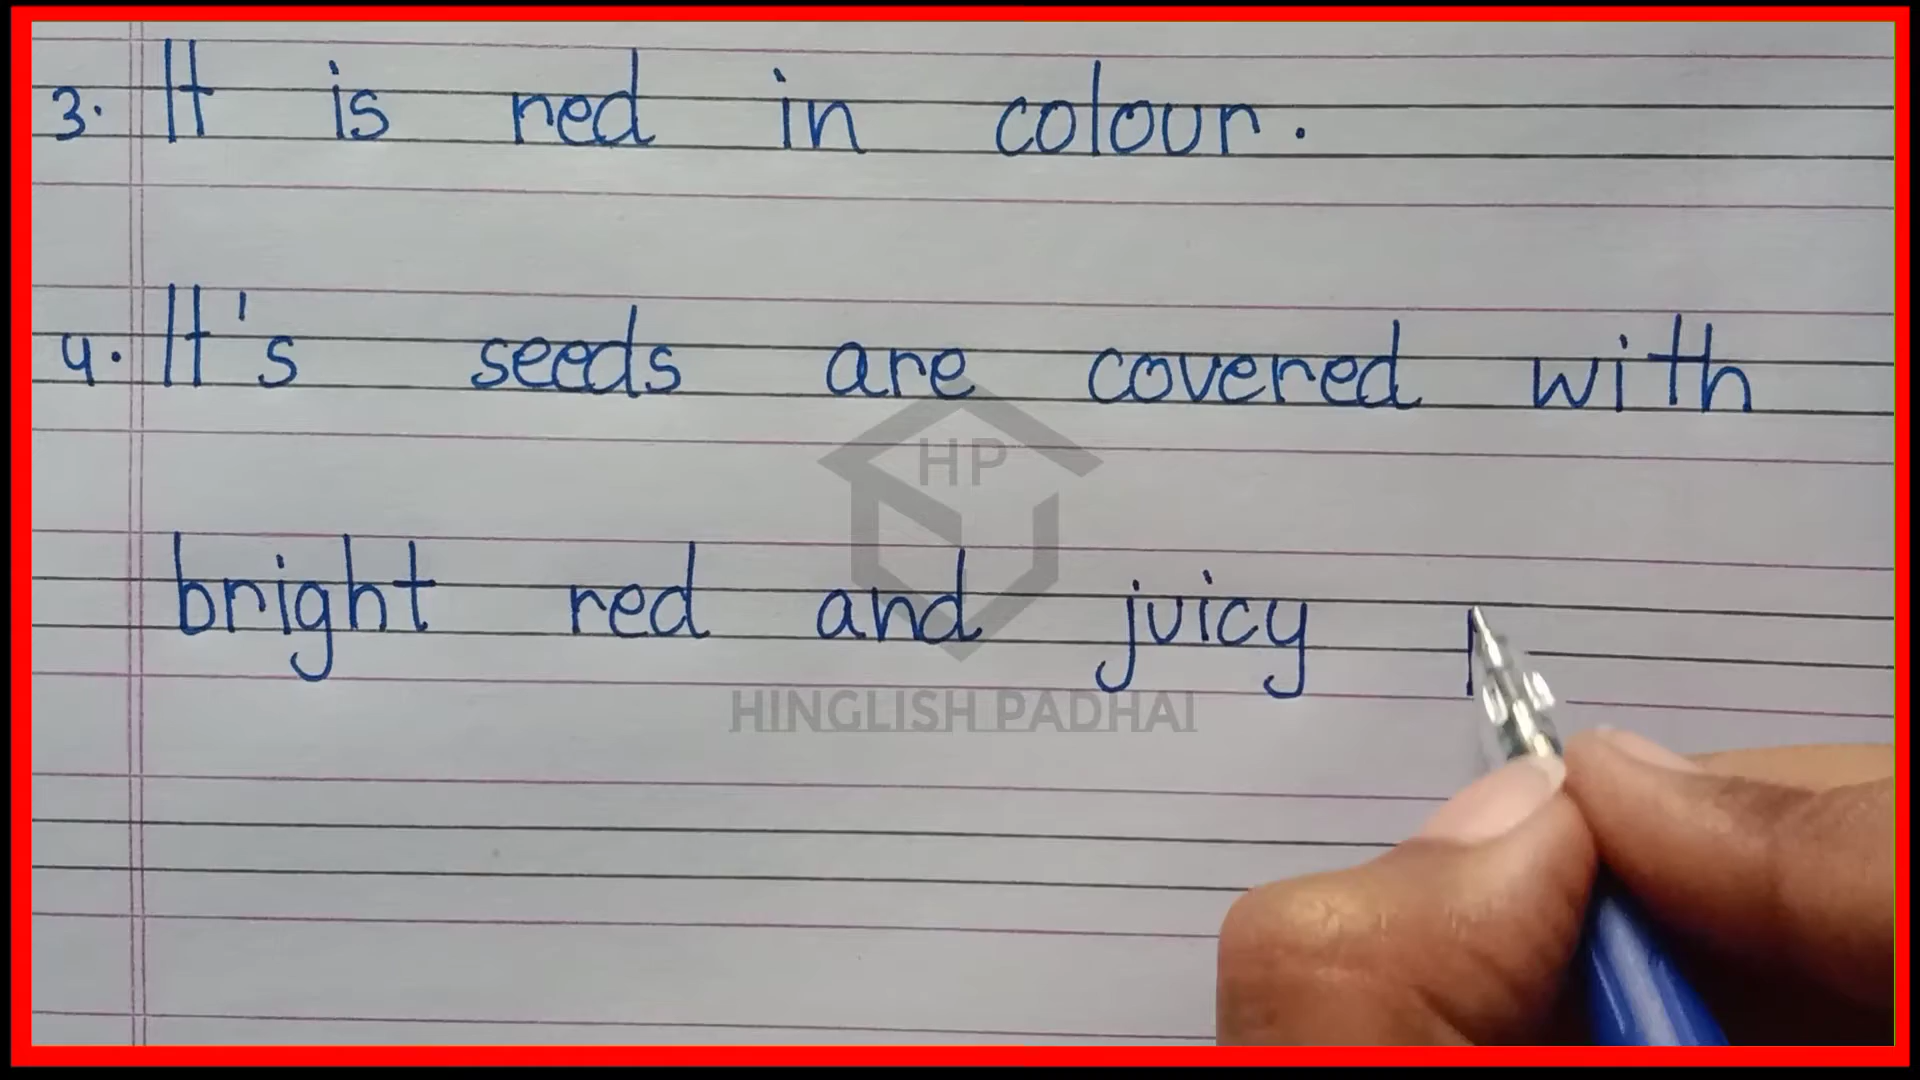 3. It is red in colour.
4. It's seeds are covered with
bright red and juicy
HP
HINGLISH PADHAI